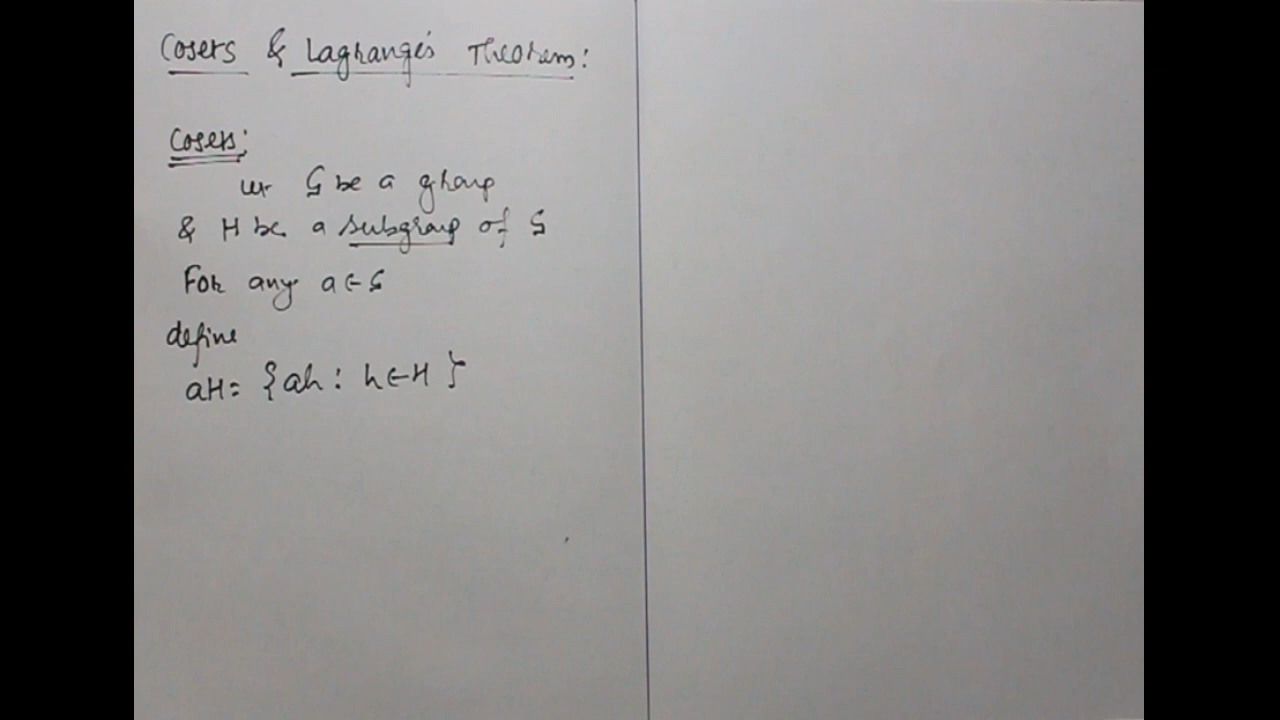 Cosets & Lagrange's Theorem:
Cosets:
Let G be a group
& H be a subgroup of G
For any a ∈ G
define
aH = {ah : h ∈ H }